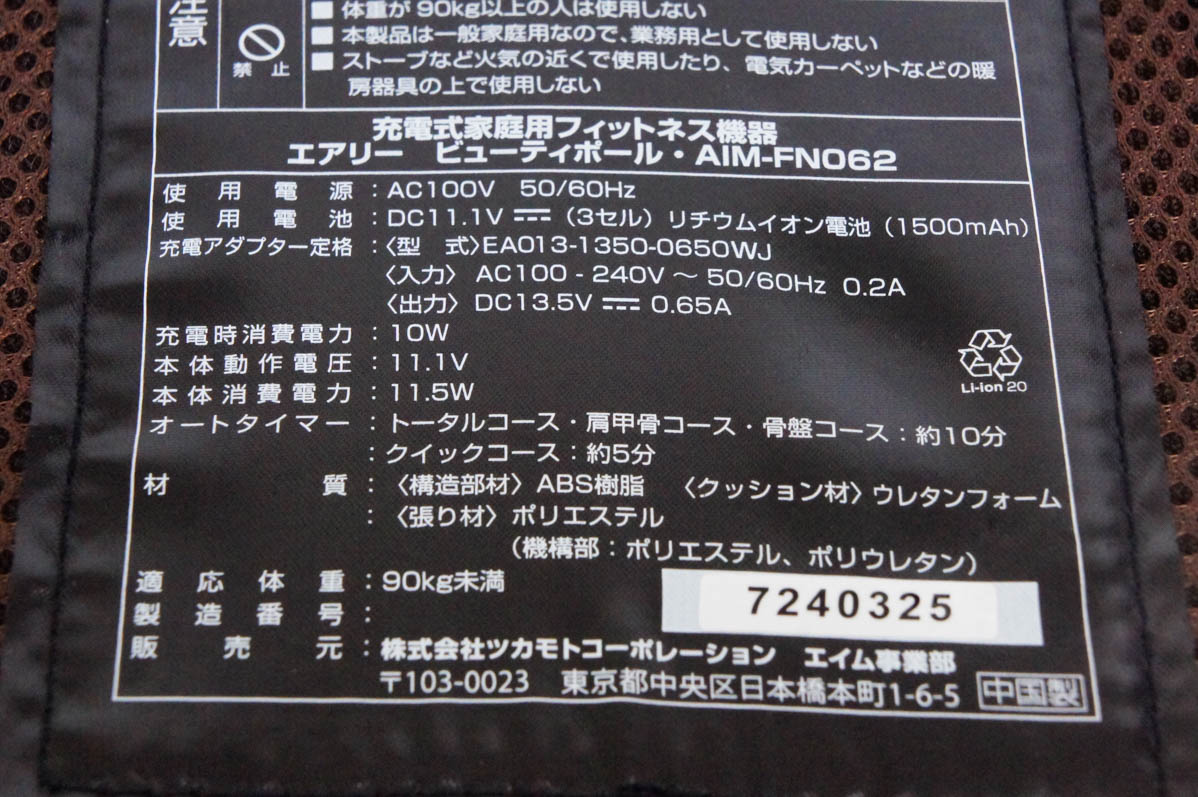 注意
禁止
■ 体重が90kg以上の人は使用しない
■ 本製品は一般家庭用なので、業務用として使用しない
■ ストーブなど火気の近くで使用したり、電気カーペットなどの暖
房器具の上で使用しない
充電式家庭用フィットネス機器
エアリー ビューティポール・AIM-FN062
使用電源:AC100V 50/60Hz
使用電池:DC11.1V ⎓ (3セル) リチウムイオン電池 (1500mAh)
充電アダプター定格:〈型 式〉EA013-1350-0650WJ
〈入力〉 AC100 - 240V ～ 50/60Hz 0.2A
〈出力〉 DC13.5V ⎓ 0.65A
充電時消費電力:10W
本体動作電圧:11.1V
本体消費電力:11.5W
Li-ion 20
オートタイマー:トータルコース・肩甲骨コース・骨盤コース:約10分
:クイックコース:約5分
材質:〈構造部材〉ABS樹脂 〈クッション材〉ウレタンフォーム
:〈張り材〉ポリエステル
(機構部:ポリエステル、ポリウレタン)
適応体重:90kg未満
製造番号:
7240325
販売元:株式会社ツカモトコーポレーション エイム事業部
〒103-0023 東京都中央区日本橋本町1-6-5 中国製